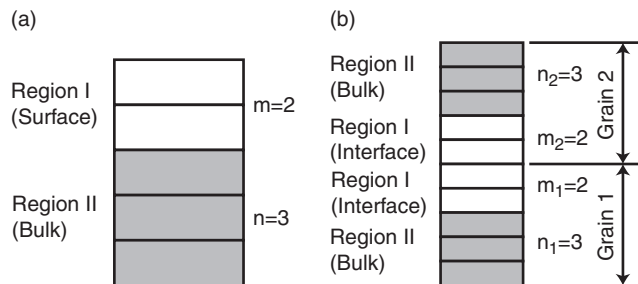 (a)
Region I
(Surface)
m=2
Region II
(Bulk)
n=3
(b)
Region II
(Bulk)
n₂=3
Region I
(Interface)
m₂=2
Grain 2
Region I
(Interface)
m₁=2
Region II
(Bulk)
n₁=3
Grain 1